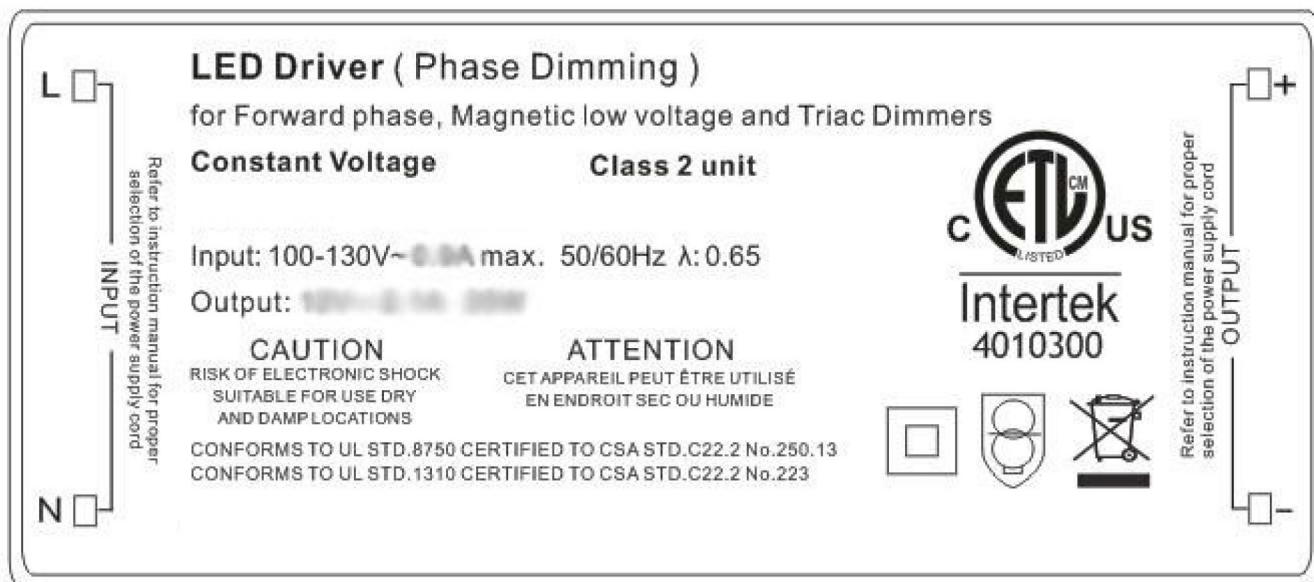 LED Driver ( Phase Dimming )
for Forward phase, Magnetic low voltage and Triac Dimmers
Constant Voltage Class 2 unit
Input: 100-130V~ max. 50/60Hz λ: 0.65
Output:
CAUTION
RISK OF ELECTRONIC SHOCK
SUITABLE FOR USE DRY
AND DAMP LOCATIONS
ATTENTION
CET APPAREIL PEUT ÊTRE UTILISÉ
EN ENDROIT SEC OU HUMIDE
CONFORMS TO UL STD.8750 CERTIFIED TO CSA STD.C22.2 No.250.13
CONFORMS TO UL STD.1310 CERTIFIED TO CSA STD.C22.2 No.223
L
INPUT
N
Refer to instruction manual for proper
selection of the power supply cord
C ETL CM US
LISTED
Intertek
4010300
+
OUTPUT
-
Refer to instruction manual for proper
selection of the power supply cord